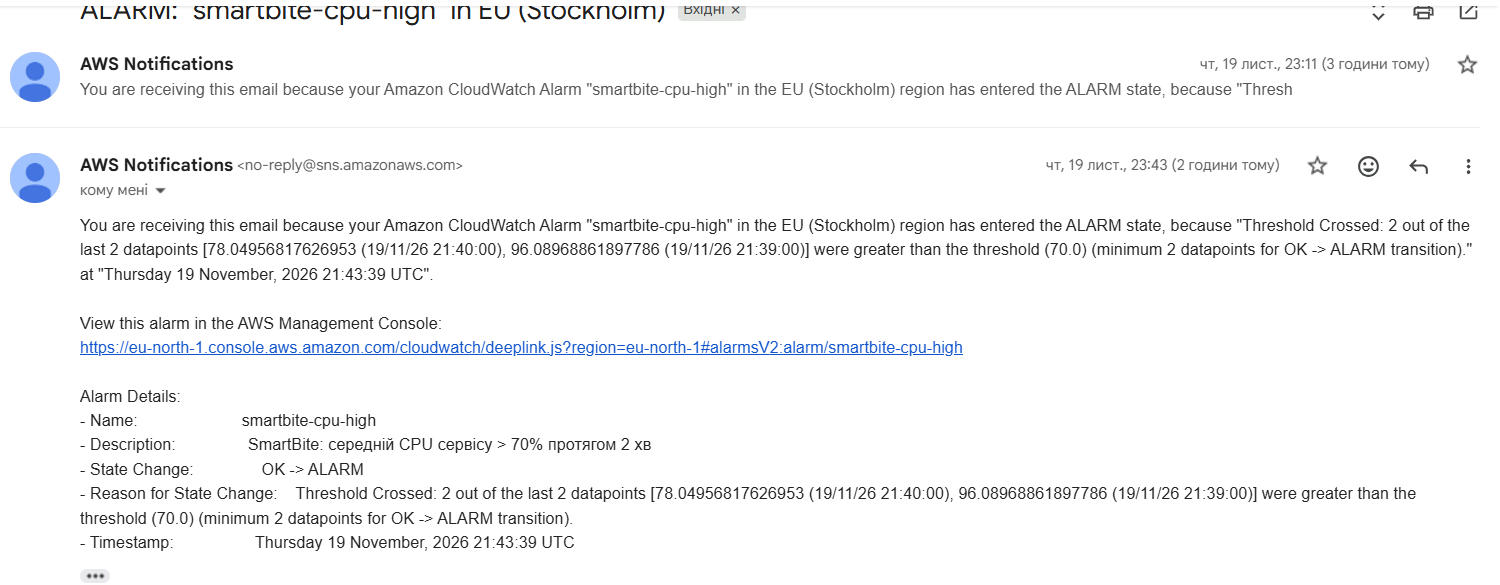 ALARM: "smartbite-cpu-high" in EU (Stockholm) Вхідні ×
AWS Notifications чт, 19 лист., 23:11 (3 години тому)
You are receiving this email because your Amazon CloudWatch Alarm "smartbite-cpu-high" in the EU (Stockholm) region has entered the ALARM state, because "Thresh
AWS Notifications <no-reply@sns.amazonaws.com> чт, 19 лист., 23:43 (2 години тому)
кому мені
You are receiving this email because your Amazon CloudWatch Alarm "smartbite-cpu-high" in the EU (Stockholm) region has entered the ALARM state, because "Threshold Crossed: 2 out of the
last 2 datapoints [78.04956817626953 (19/11/26 21:40:00), 96.08968861897786 (19/11/26 21:39:00)] were greater than the threshold (70.0) (minimum 2 datapoints for OK -> ALARM transition)."
at "Thursday 19 November, 2026 21:43:39 UTC".
View this alarm in the AWS Management Console:
https://eu-north-1.console.aws.amazon.com/cloudwatch/deeplink.js?region=eu-north-1#alarmsV2:alarm/smartbite-cpu-high
Alarm Details:
- Name: smartbite-cpu-high
- Description: SmartBite: середній CPU сервісу > 70% протягом 2 хв
- State Change: OK -> ALARM
- Reason for State Change: Threshold Crossed: 2 out of the last 2 datapoints [78.04956817626953 (19/11/26 21:40:00), 96.08968861897786 (19/11/26 21:39:00)] were greater than the
threshold (70.0) (minimum 2 datapoints for OK -> ALARM transition).
- Timestamp: Thursday 19 November, 2026 21:43:39 UTC